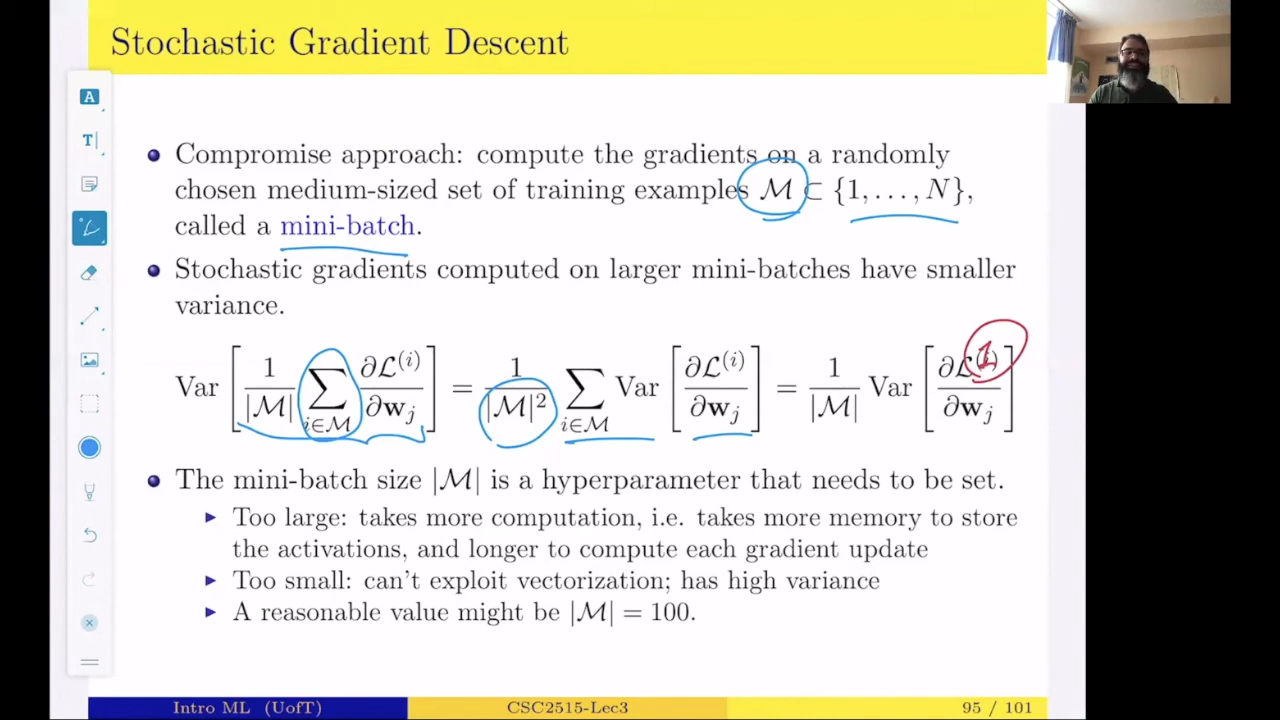 Stochastic Gradient Descent
A
T
Compromise approach: compute the gradients on a randomly
chosen medium-sized set of training examples ℳ ⊂ {1, . . . , N},
called a mini-batch.
Stochastic gradients computed on larger mini-batches have smaller
variance.
Var [ 1/|ℳ| ∑_{i∈ℳ} ∂ℒ^(i)/∂w_j ] = 1/|ℳ|² ∑_{i∈ℳ} Var [ ∂ℒ^(i)/∂w_j ] = 1/|ℳ| Var [ ∂ℒ^(1)/∂w_j ]
The mini-batch size |ℳ| is a hyperparameter that needs to be set.
Too large: takes more computation, i.e. takes more memory to store
the activations, and longer to compute each gradient update
Too small: can't exploit vectorization; has high variance
A reasonable value might be |ℳ| = 100.
Intro ML (UofT) CSC2515-Lec3 95 / 101